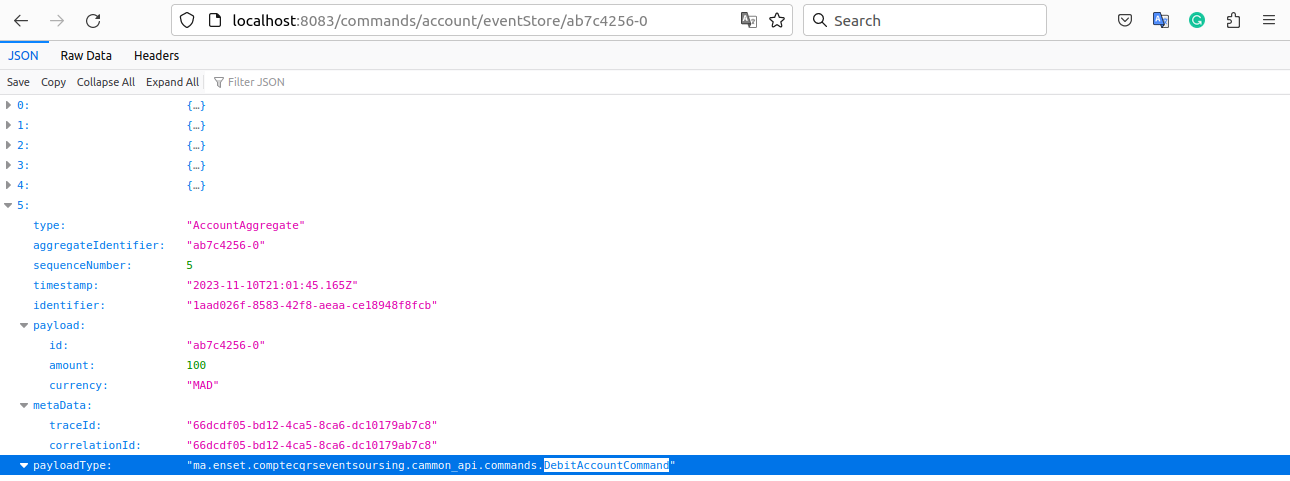 localhost:8083/commands/account/eventStore/ab7c4256-0 Search
JSON Raw Data Headers
Save Copy Collapse All Expand All Filter JSON
0: {…}
1: {…}
2: {…}
3: {…}
4: {…}
5:
type: "AccountAggregate"
aggregateIdentifier: "ab7c4256-0"
sequenceNumber: 5
timestamp: "2023-11-10T21:01:45.165Z"
identifier: "1aad026f-8583-42f8-aeaa-ce18948f8fcb"
payload:
id: "ab7c4256-0"
amount: 100
currency: "MAD"
metaData:
traceId: "66dcdf05-bd12-4ca5-8ca6-dc10179ab7c8"
correlationId: "66dcdf05-bd12-4ca5-8ca6-dc10179ab7c8"
payloadType: "ma.enset.comptecqrseventsoursing.cammon_api.commands.DebitAccountCommand"